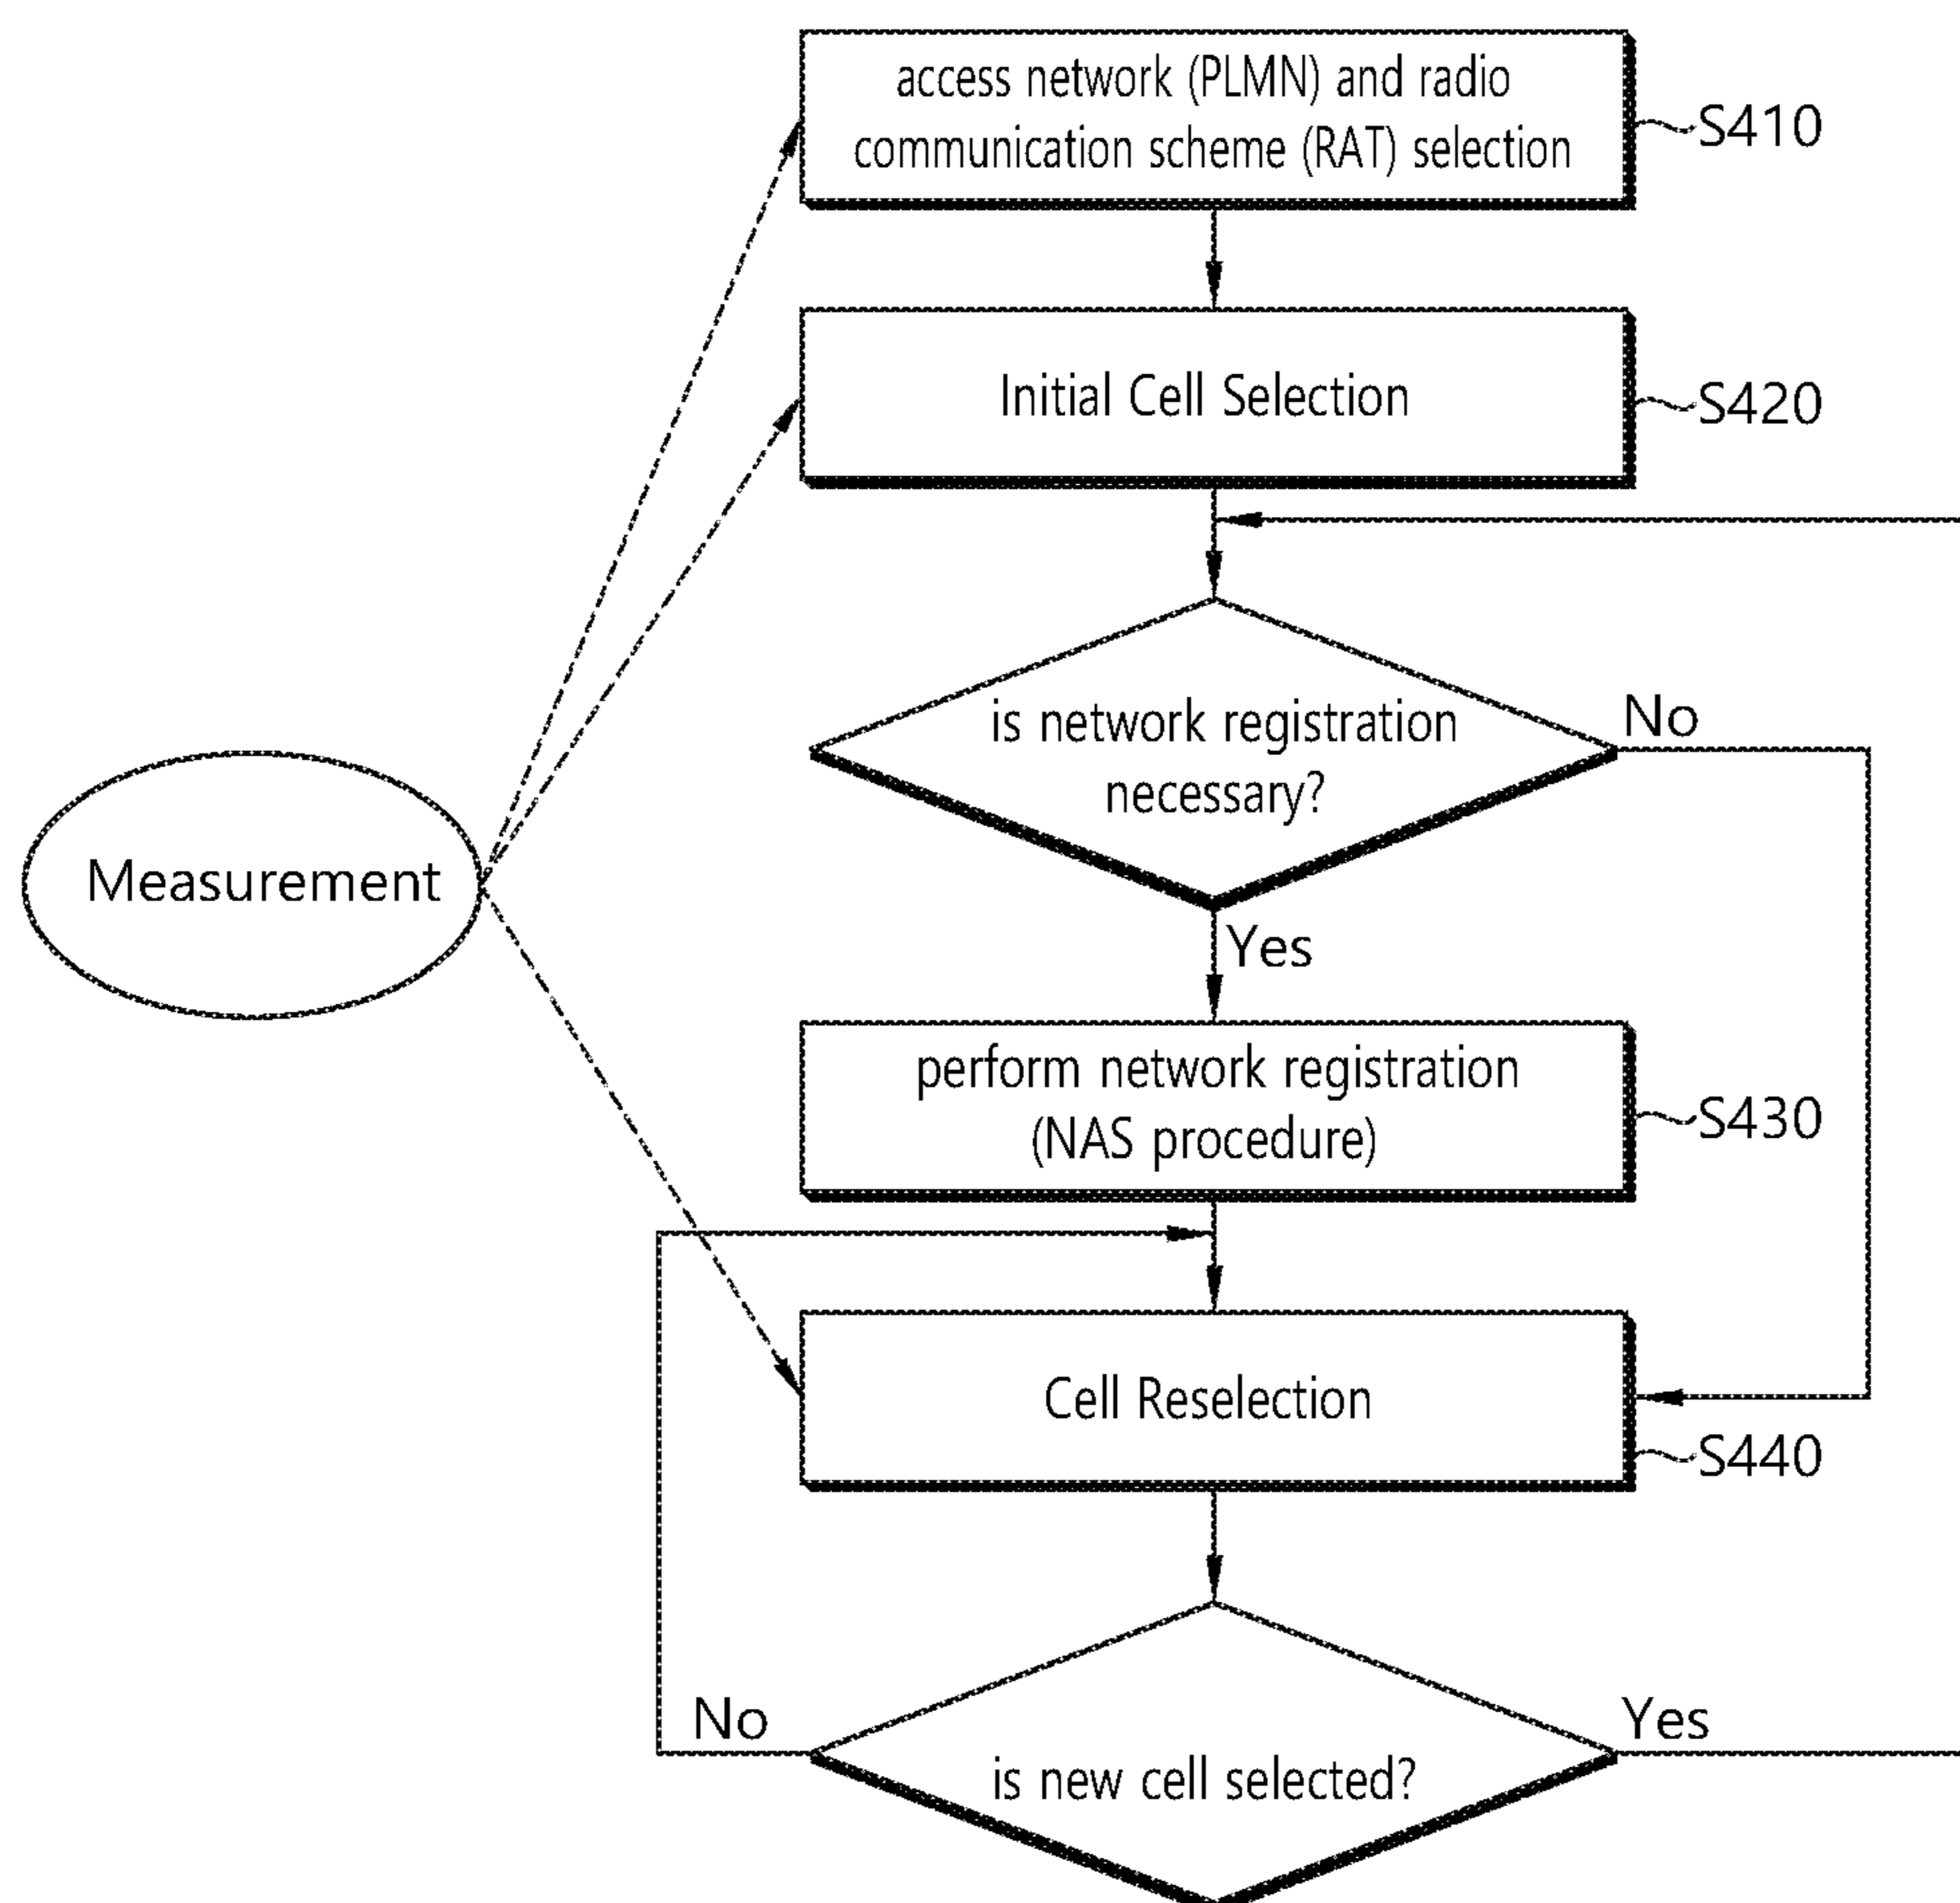 access network (PLMN) and radio
communication scheme (RAT) selection
S410
Initial Cell Selection
S420
is network registration
necessary?
No
Measurement
Yes
perform network registration
(NAS procedure)
S430
Cell Reselection
S440
No
Yes
is new cell selected?